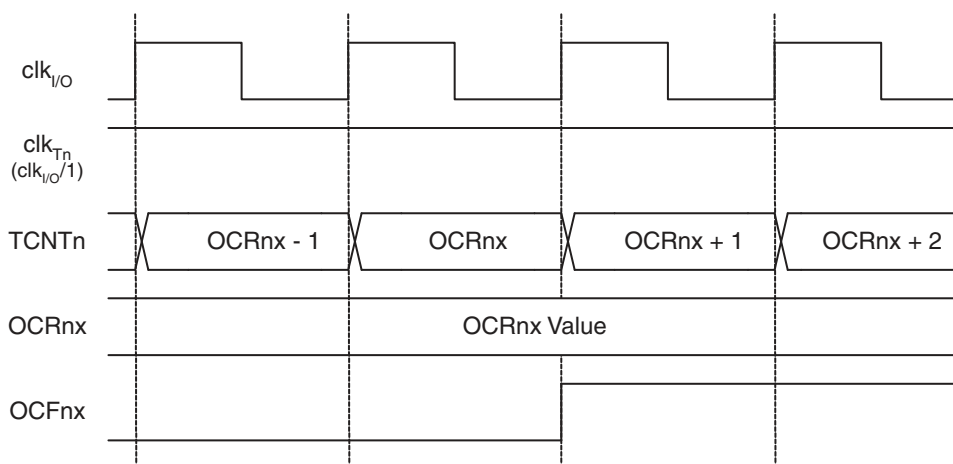 clkI/O
clkTn
(clkI/O/1)
TCNTn OCRnx - 1 OCRnx OCRnx + 1 OCRnx + 2
OCRnx OCRnx Value
OCFnx